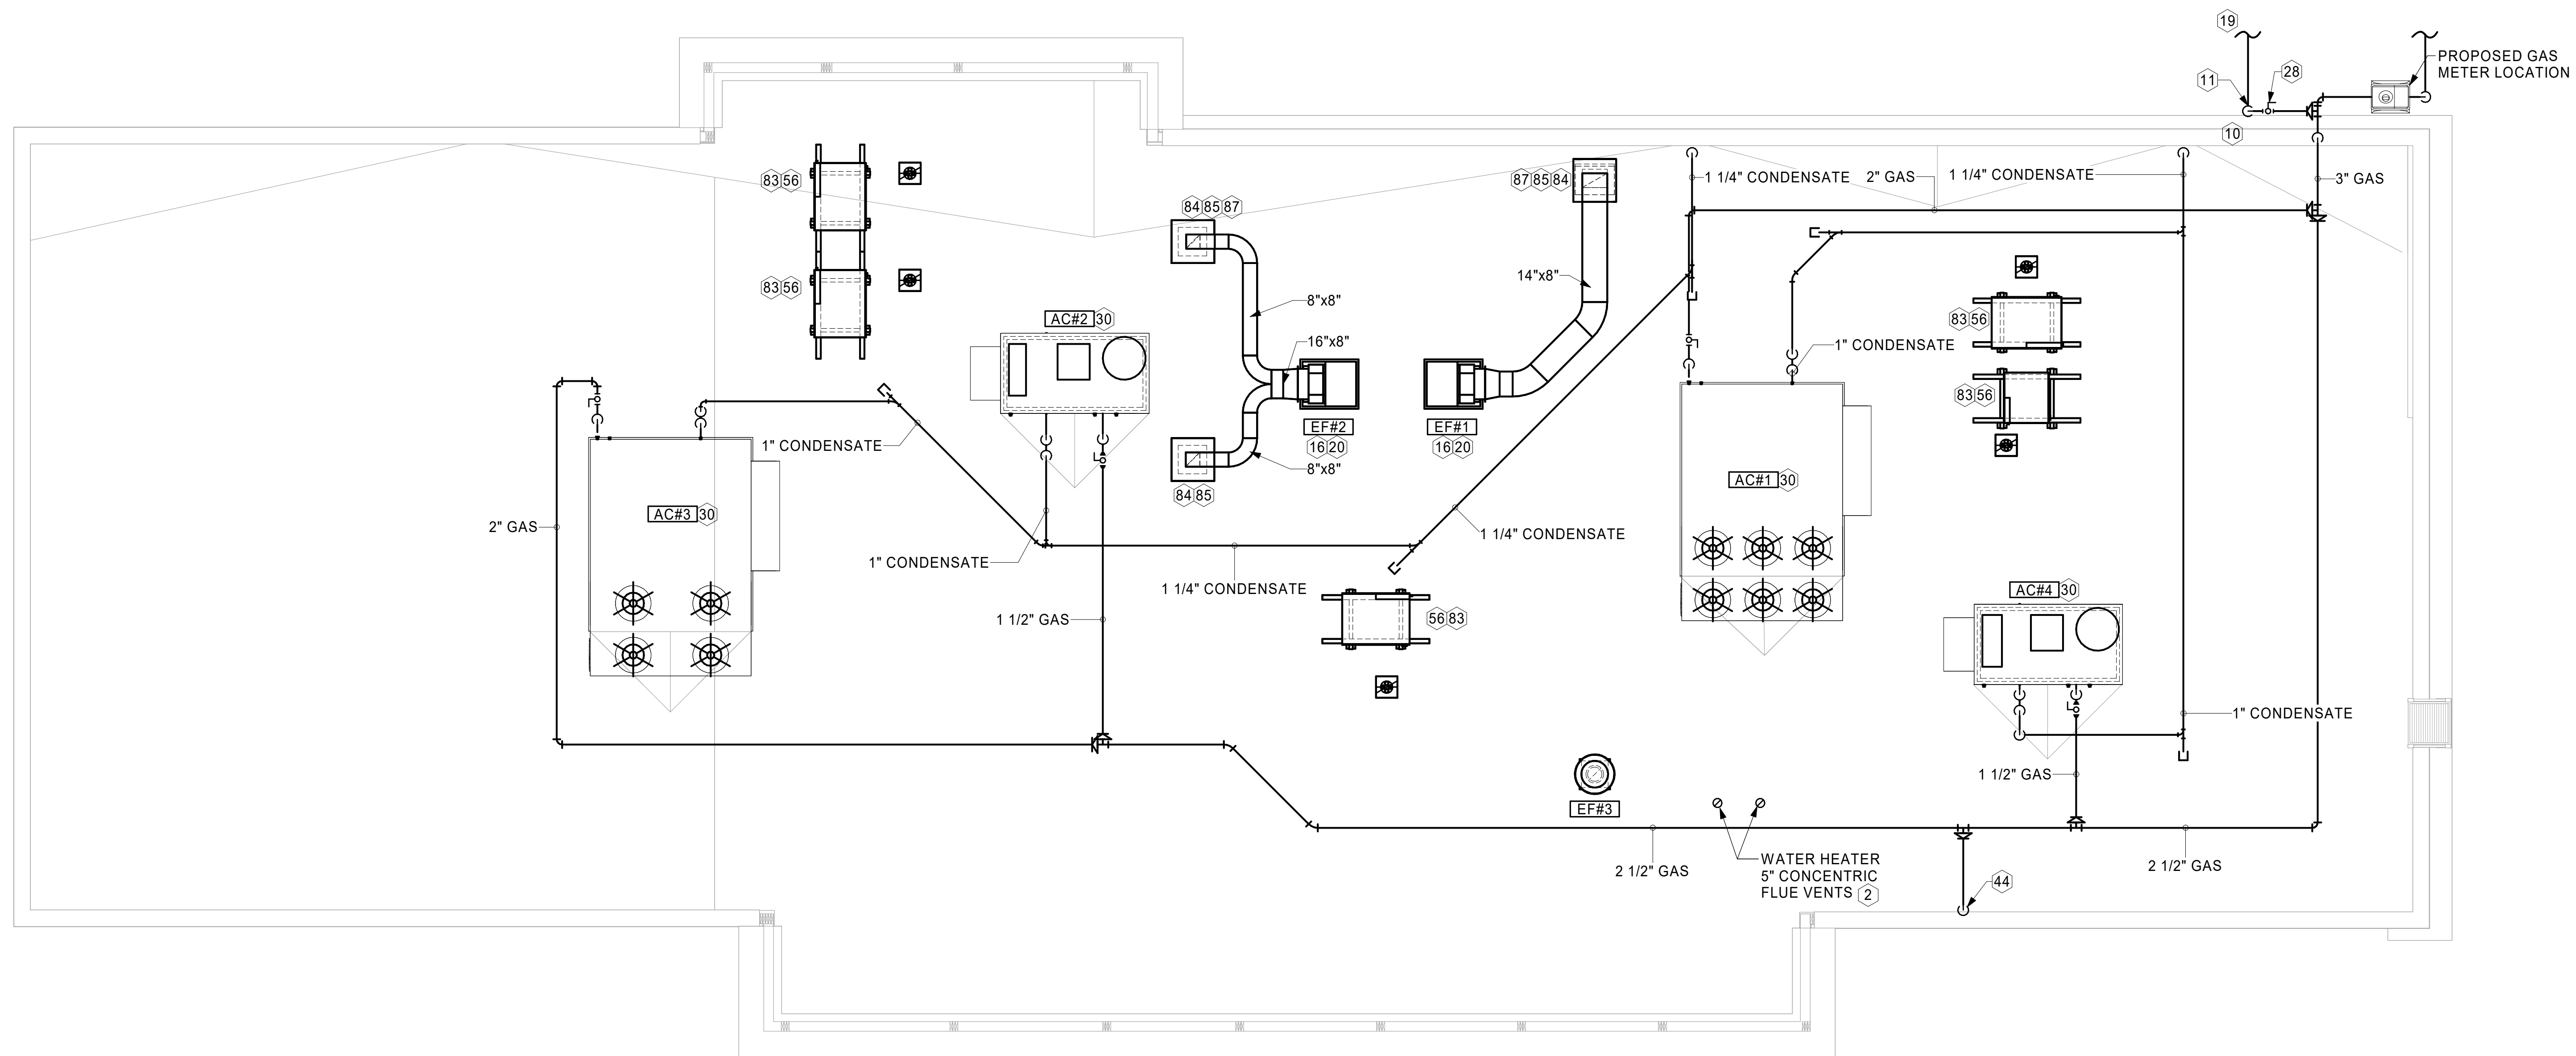 19
PROPOSED GAS
METER LOCATION
28
11
10
83 56
84 85 87
87 85 84
1 1/4" CONDENSATE
2" GAS
1 1/4" CONDENSATE
3" GAS
83 56
14"x8"
8"x8"
AC#2 30
83 56
16"x8"
1" CONDENSATE
83 56
EF#2
16 20
EF#1
16 20
1" CONDENSATE
8"x8"
84 85
AC#1 30
AC#3 30
2" GAS
1 1/4" CONDENSATE
1" CONDENSATE
1 1/4" CONDENSATE
AC#4 30
1 1/2" GAS
56 83
1" CONDENSATE
1 1/2" GAS
EF#3
2 1/2" GAS
WATER HEATER
5" CONCENTRIC
FLUE VENTS 2
2 1/2" GAS
44